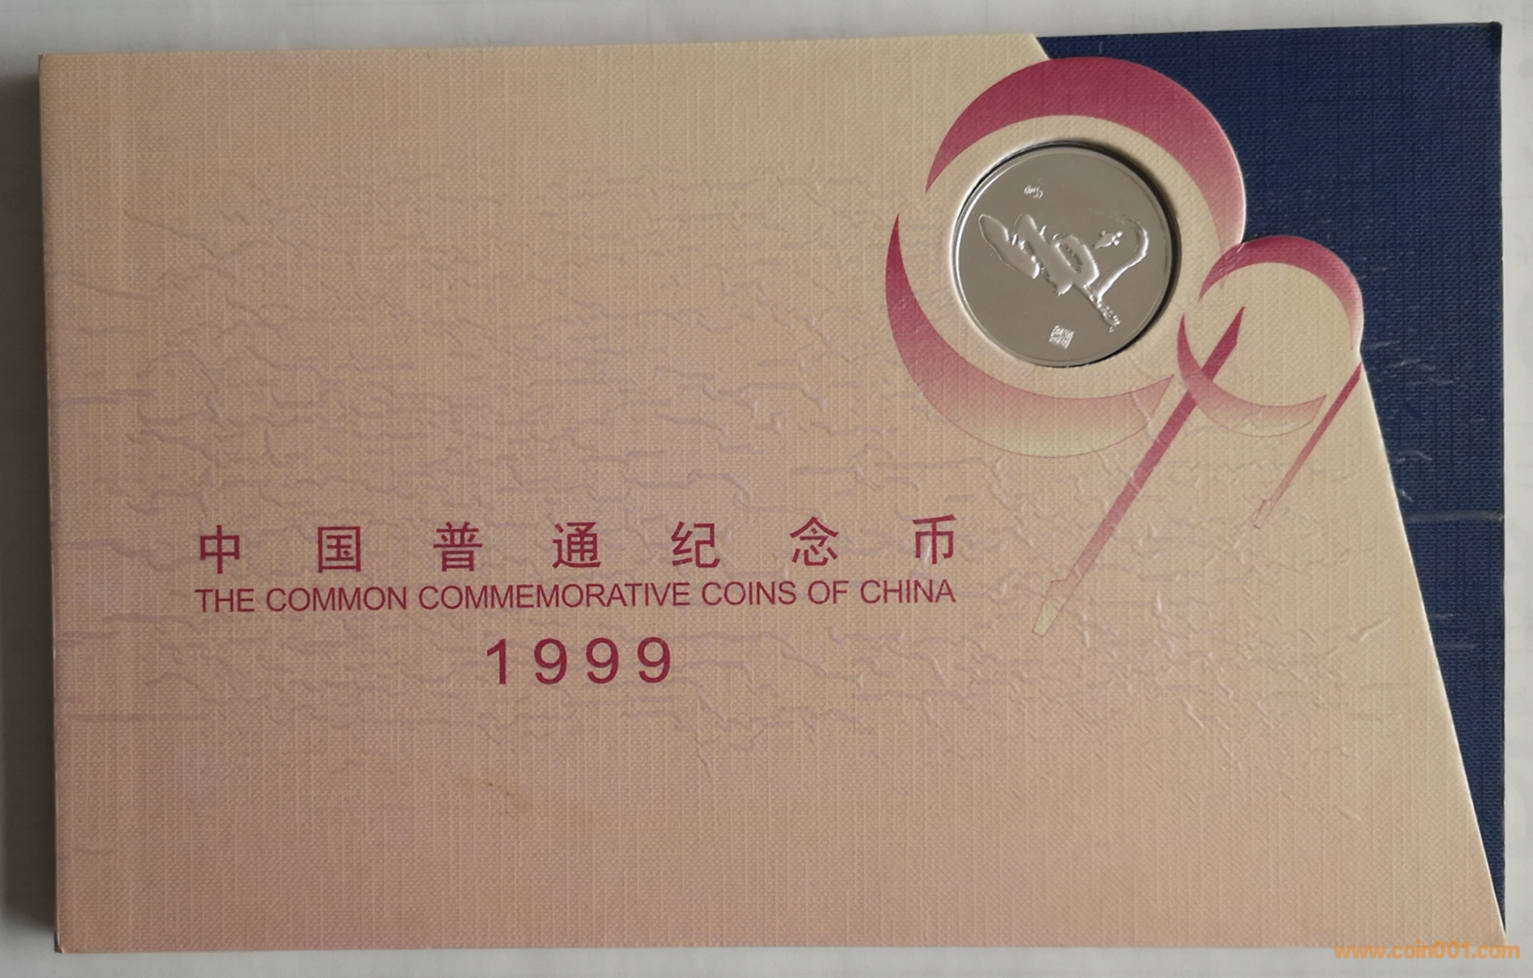 中国普通纪念币
THE COMMON COMMEMORATIVE COINS OF CHINA
1999
www.coin001.com